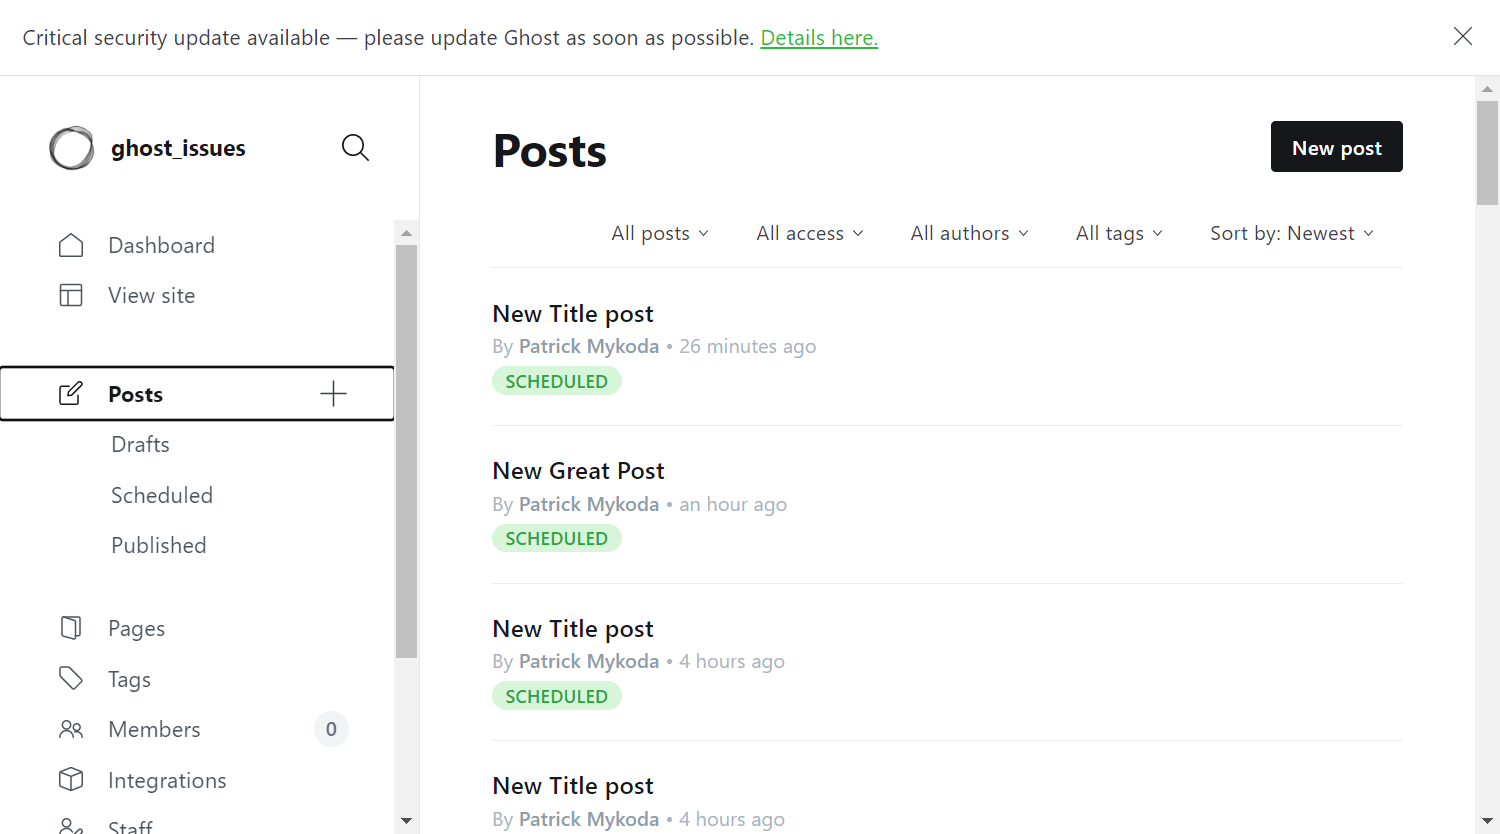 Critical security update available — please update Ghost as soon as possible. Details here.
ghost_issues
Dashboard
View site
Posts
Drafts
Scheduled
Published
Pages
Tags
Members 0
Integrations
Staff
Posts
New post
All posts All access All authors All tags Sort by: Newest
New Title post
By Patrick Mykoda • 26 minutes ago
SCHEDULED
New Great Post
By Patrick Mykoda • an hour ago
SCHEDULED
New Title post
By Patrick Mykoda • 4 hours ago
SCHEDULED
New Title post
By Patrick Mykoda • 4 hours ago